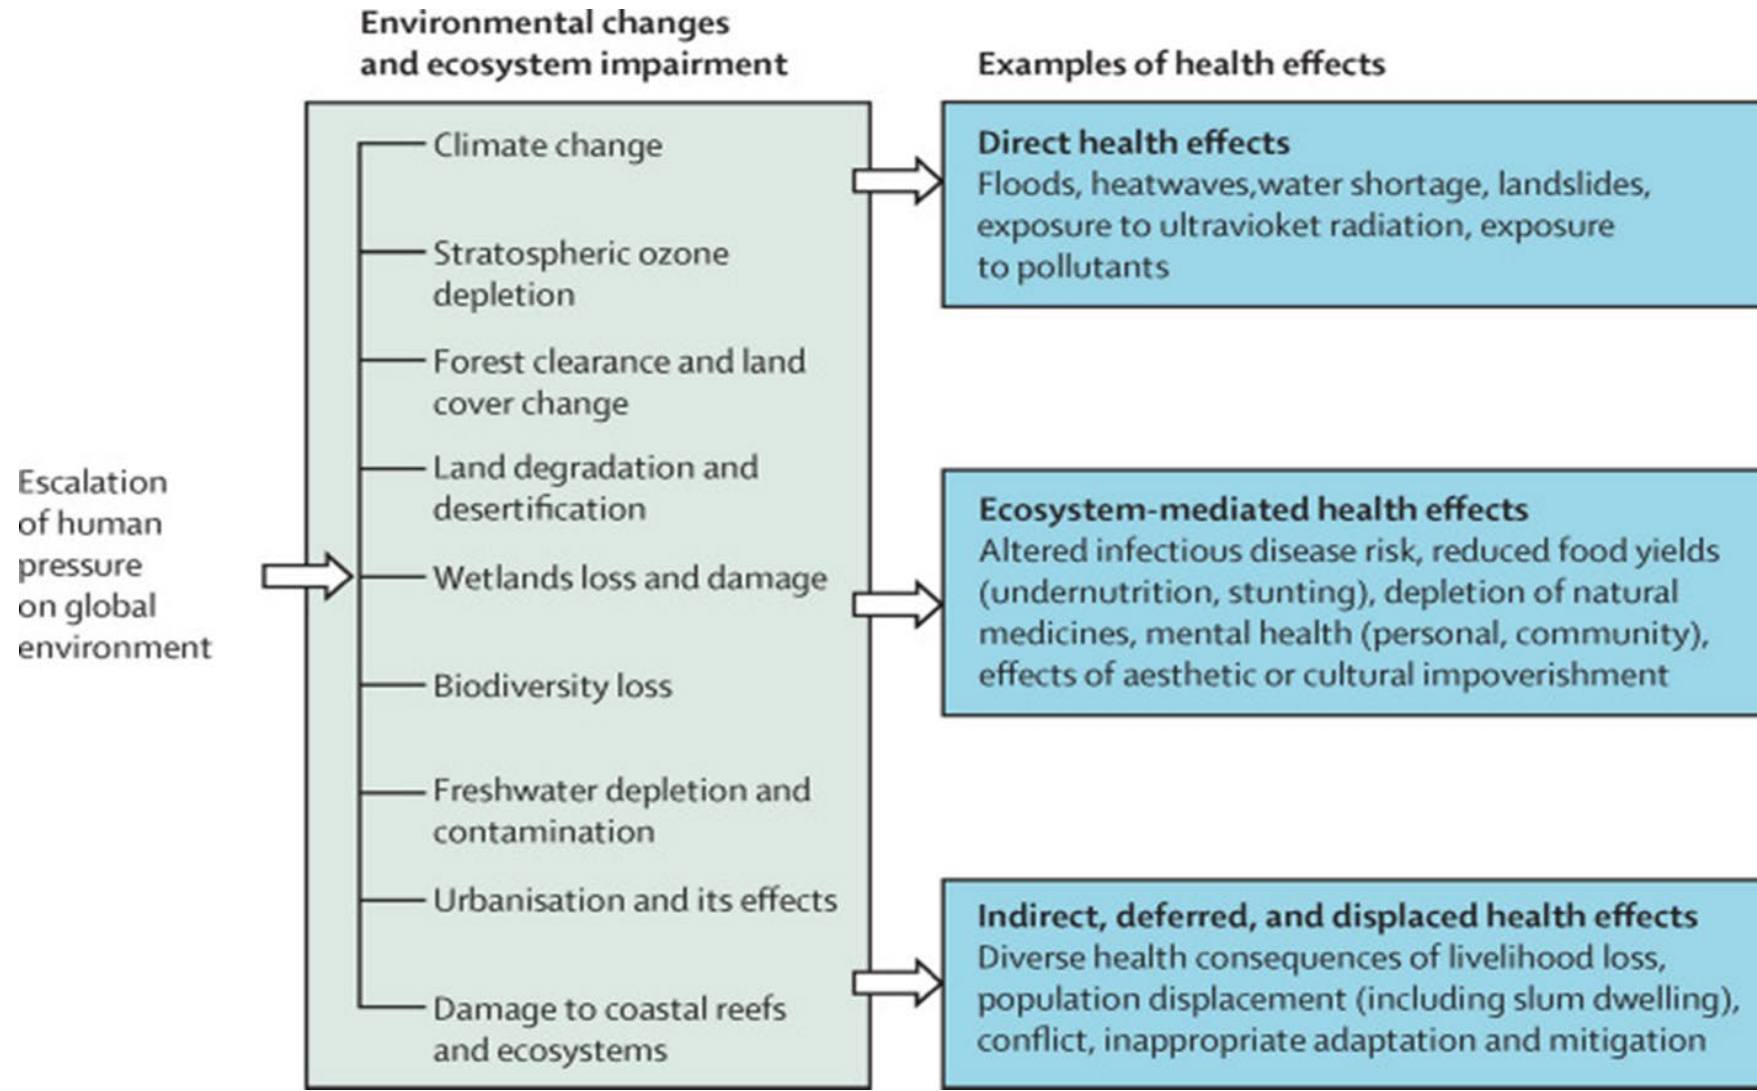 Environmental changes
and ecosystem impairment
Examples of health effects
Escalation
of human
pressure
on global
environment
Climate change
Stratospheric ozone
depletion
Forest clearance and land
cover change
Land degradation and
desertification
Wetlands loss and damage
Biodiversity loss
Freshwater depletion and
contamination
Urbanisation and its effects
Damage to coastal reefs
and ecosystems
Direct health effects
Floods, heatwaves,water shortage, landslides,
exposure to ultravioket radiation, exposure
to pollutants
Ecosystem-mediated health effects
Altered infectious disease risk, reduced food yields
(undernutrition, stunting), depletion of natural
medicines, mental health (personal, community),
effects of aesthetic or cultural impoverishment
Indirect, deferred, and displaced health effects
Diverse health consequences of livelihood loss,
population displacement (including slum dwelling),
conflict, inappropriate adaptation and mitigation